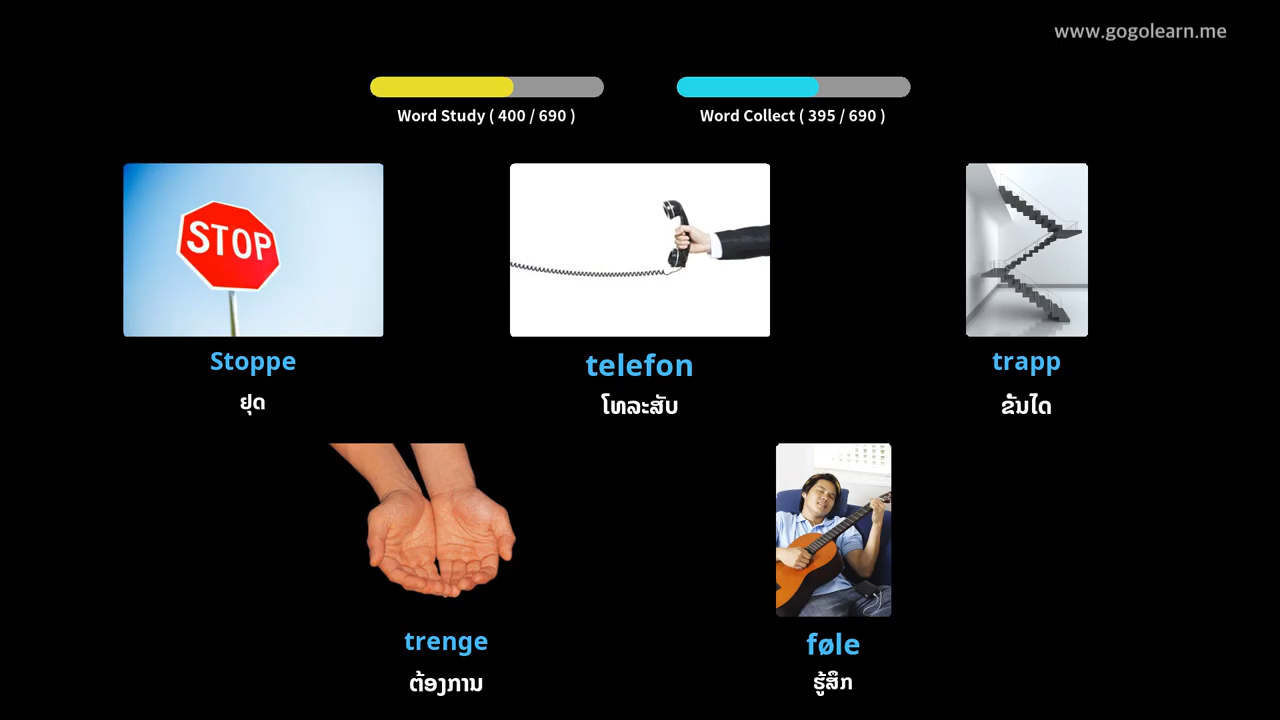 www.gogolearn.me
Word Study ( 400 / 690 )
Word Collect ( 395 / 690 )
STOP
Stoppe
ຢຸດ
telefon
ໂທລະສັບ
trapp
ຂັ້ນໄດ
trenge
ຕ້ອງການ
føle
ຮູ້ສຶກ